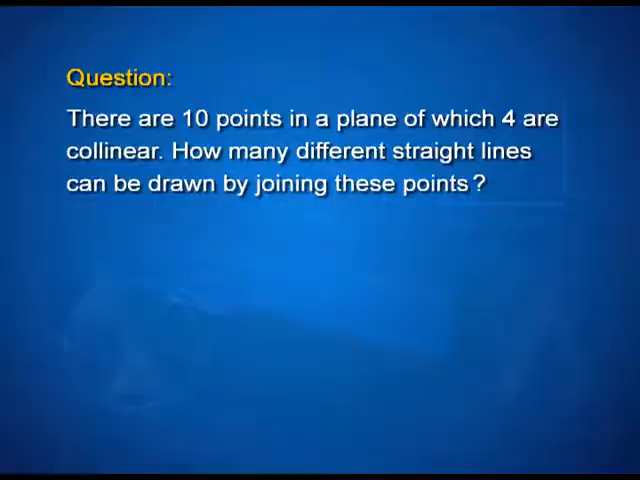 Question:
There are 10 points in a plane of which 4 are
collinear. How many different straight lines
can be drawn by joining these points ?